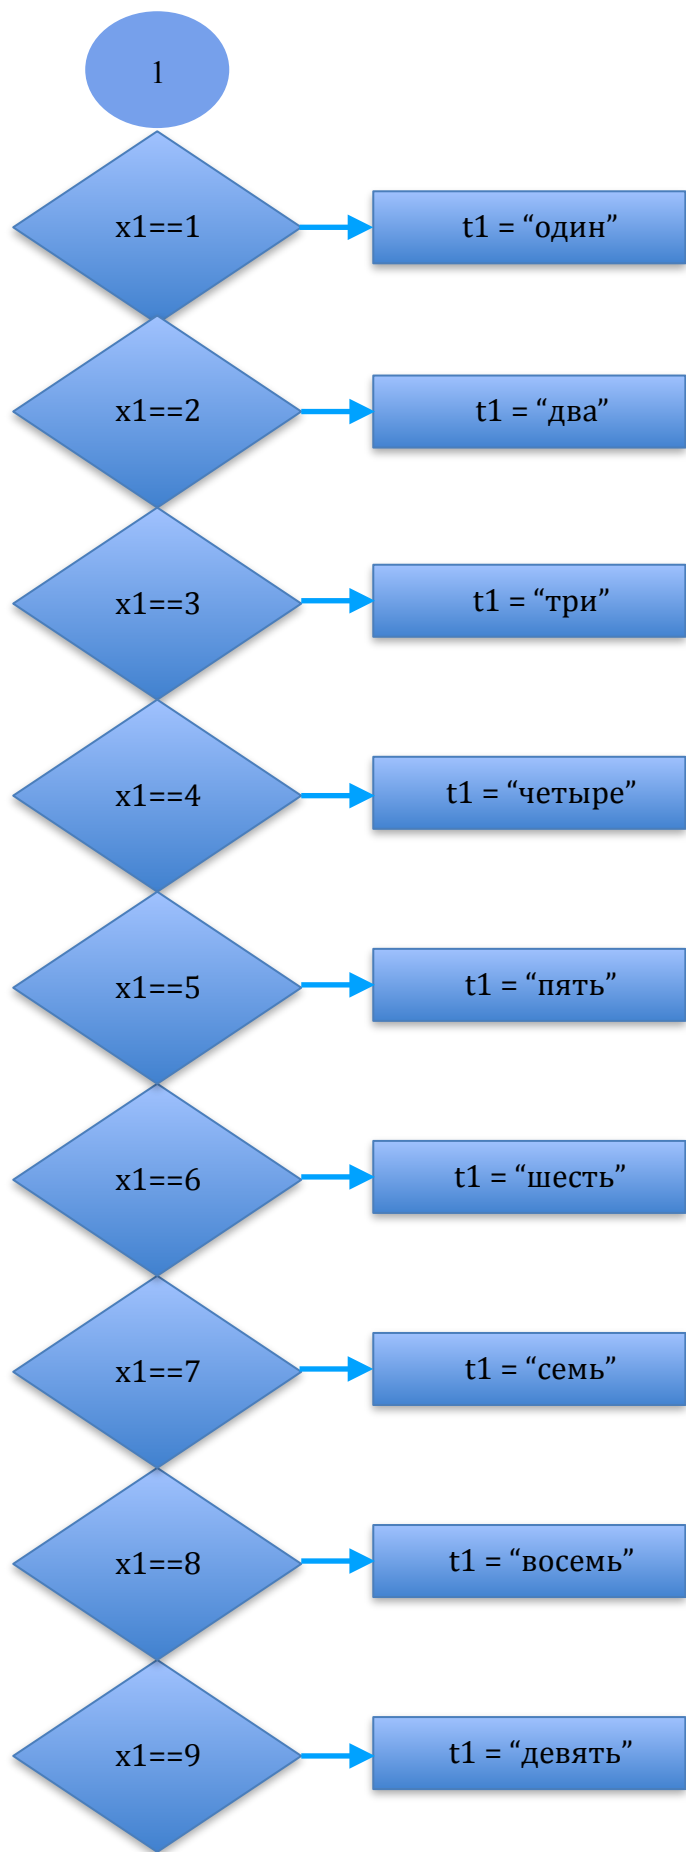 1
x1==1
t1 = “один”
x1==2
t1 = “два”
x1==3
t1 = “три”
x1==4
t1 = “четыре”
x1==5
t1 = “пять”
x1==6
t1 = “шесть”
x1==7
t1 = “семь”
x1==8
t1 = “восемь”
x1==9
t1 = “девять”